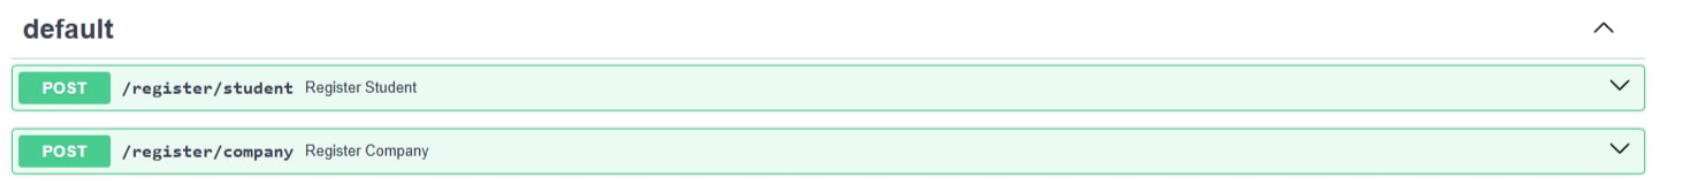 default
POST /register/student Register Student
POST /register/company Register Company